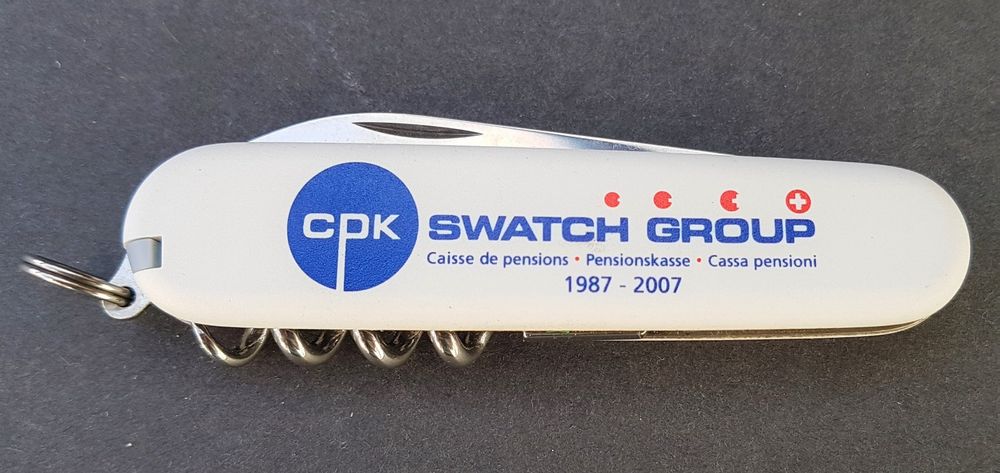 cpk
SWATCH GROUP
Caisse de pensions • Pensionskasse • Cassa pensioni
1987 - 2007